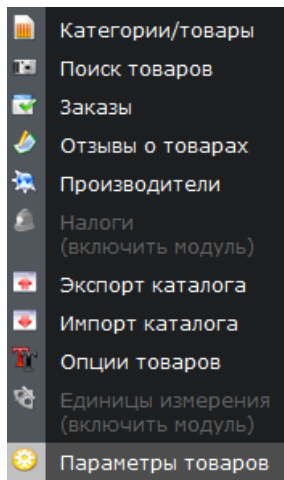 Категории/товары
Поиск товаров
Заказы
Отзывы о товарах
Производители
Налоги
(включить модуль)
Экспорт каталога
Импорт каталога
Опции товаров
Единицы измерения
(включить модуль)
Параметры товаров